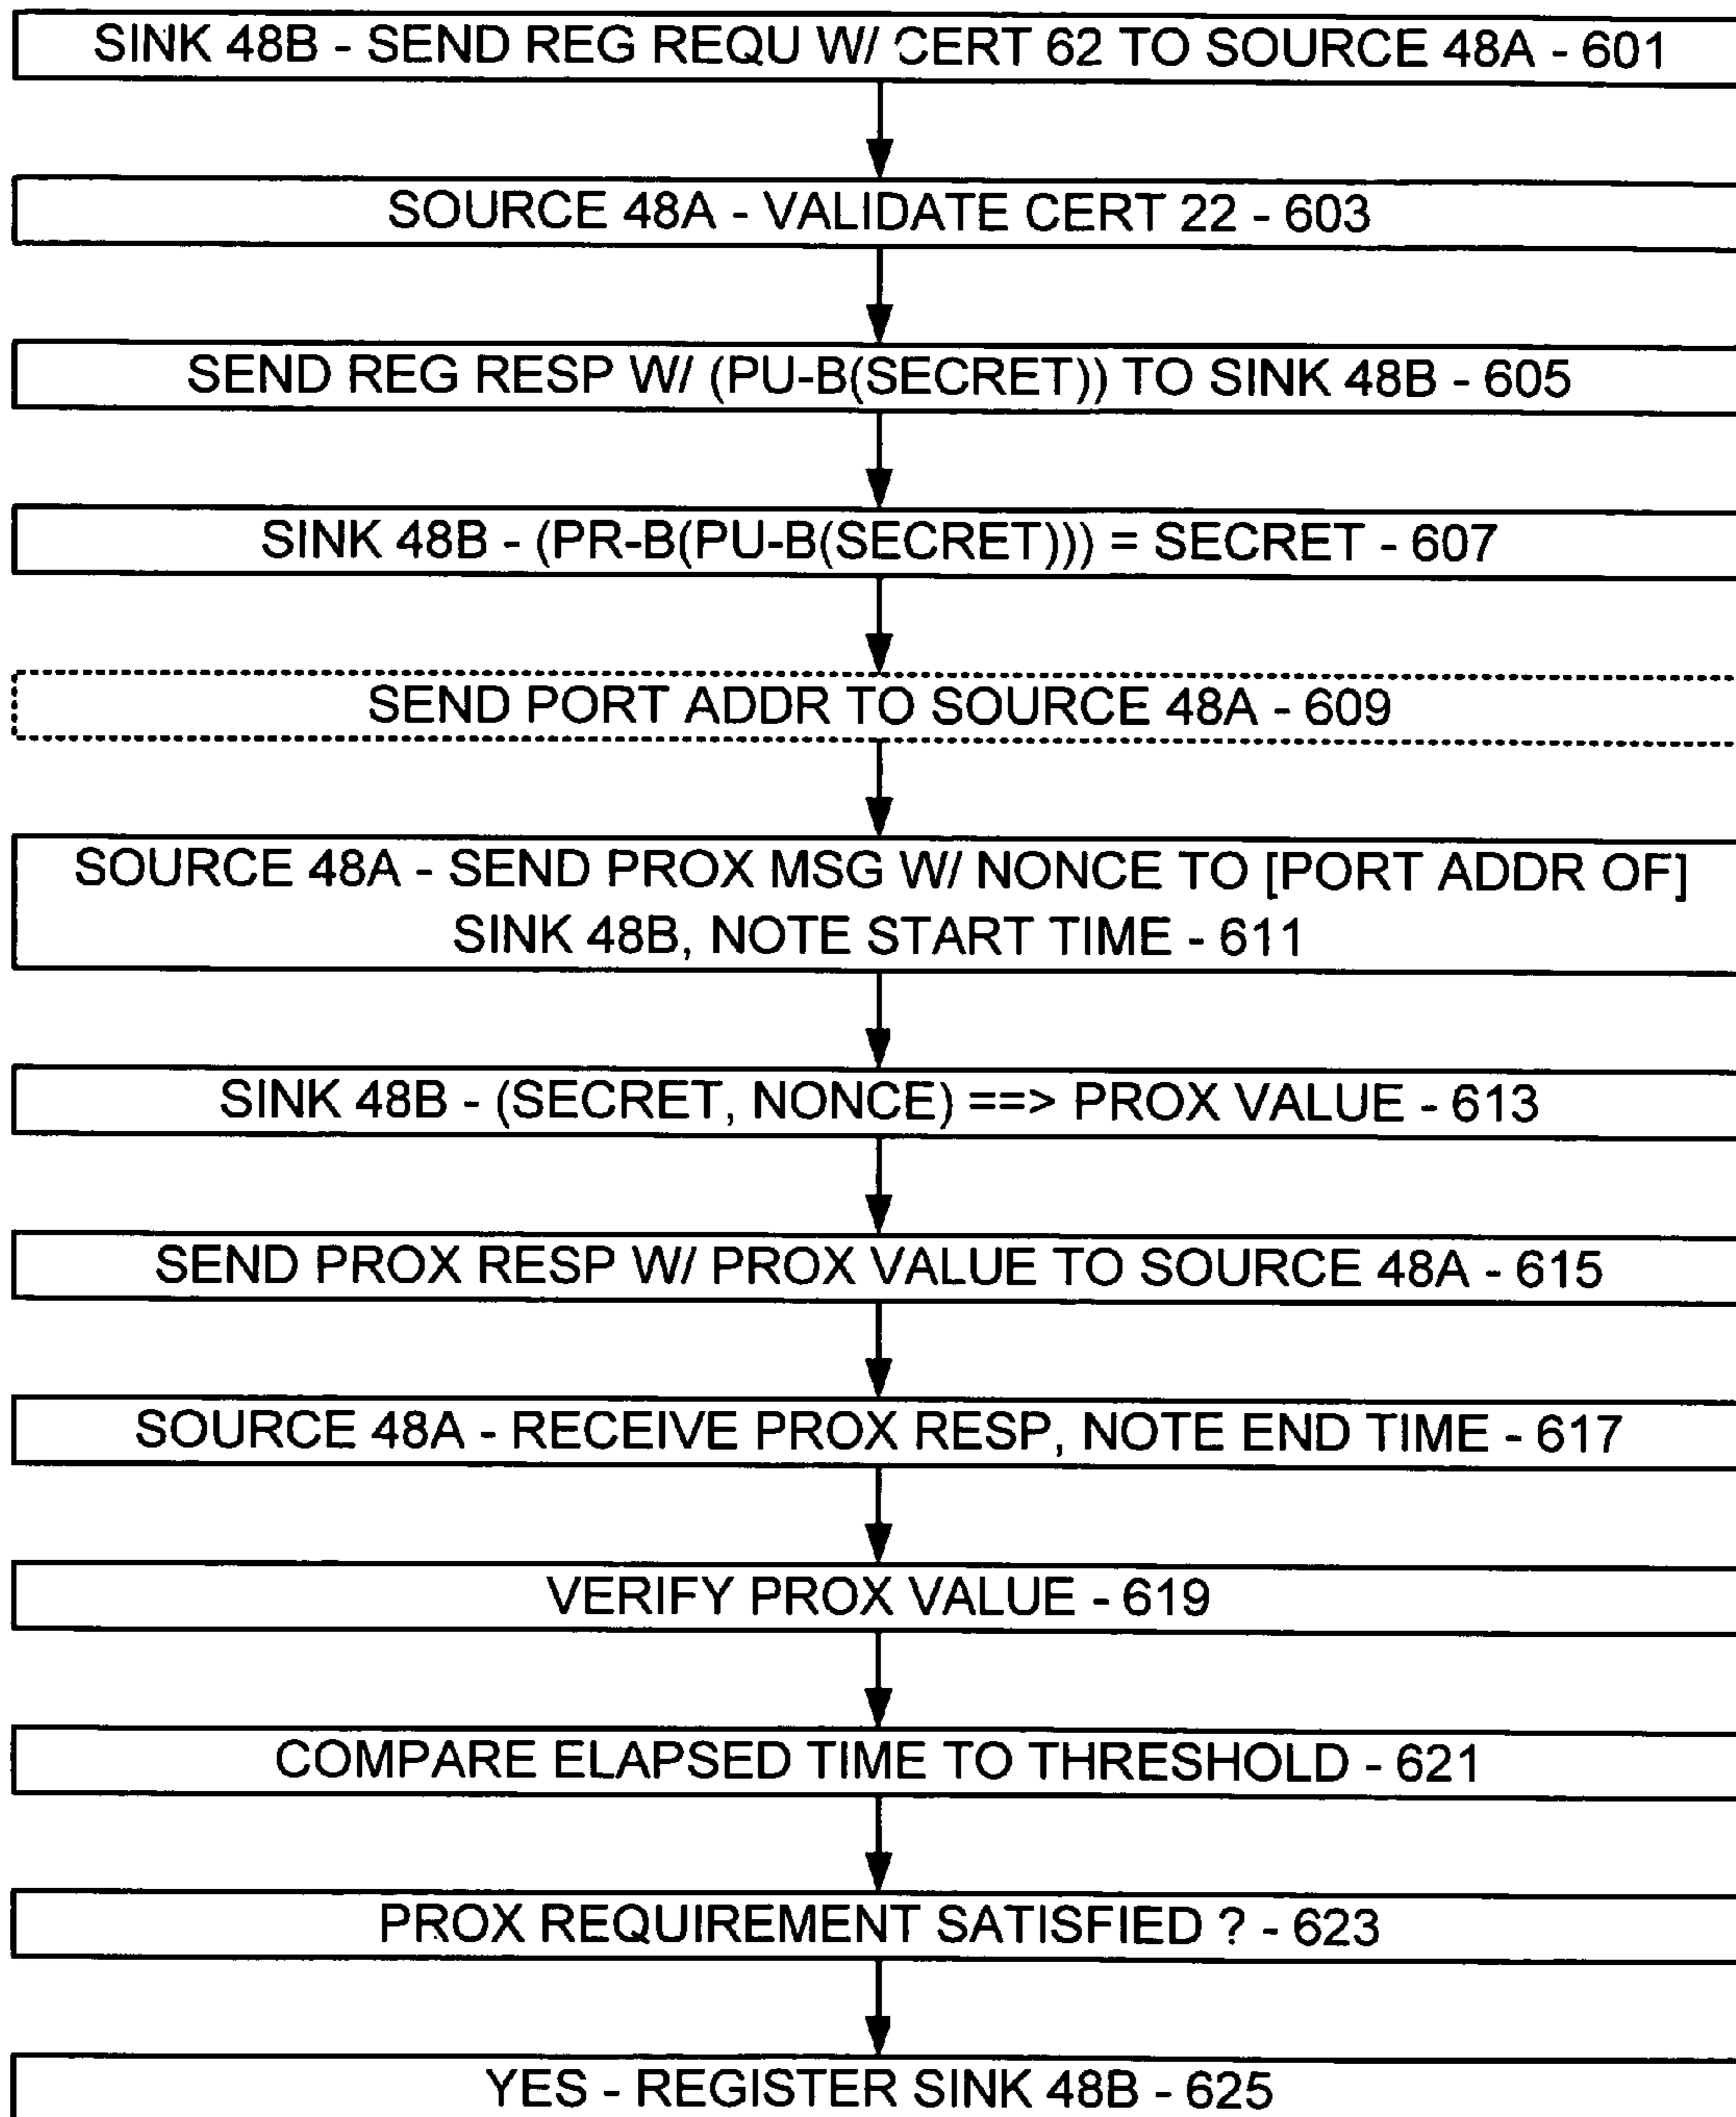 SINK 48B - SEND REG REQU W/ CERT 62 TO SOURCE 48A - 601
SOURCE 48A - VALIDATE CERT 22 - 603
SEND REG RESP W/ (PU-B(SECRET)) TO SINK 48B - 605
SINK 48B - (PR-B(PU-B(SECRET))) = SECRET - 607
SEND PORT ADDR TO SOURCE 48A - 609
SOURCE 48A - SEND PROX MSG W/ NONCE TO [PORT ADDR OF]
SINK 48B, NOTE START TIME - 611
SINK 48B - (SECRET, NONCE) ==> PROX VALUE - 613
SEND PROX RESP W/ PROX VALUE TO SOURCE 48A - 615
SOURCE 48A - RECEIVE PROX RESP, NOTE END TIME - 617
VERIFY PROX VALUE - 619
COMPARE ELAPSED TIME TO THRESHOLD - 621
PROX REQUIREMENT SATISFIED ? - 623
YES - REGISTER SINK 48B - 625